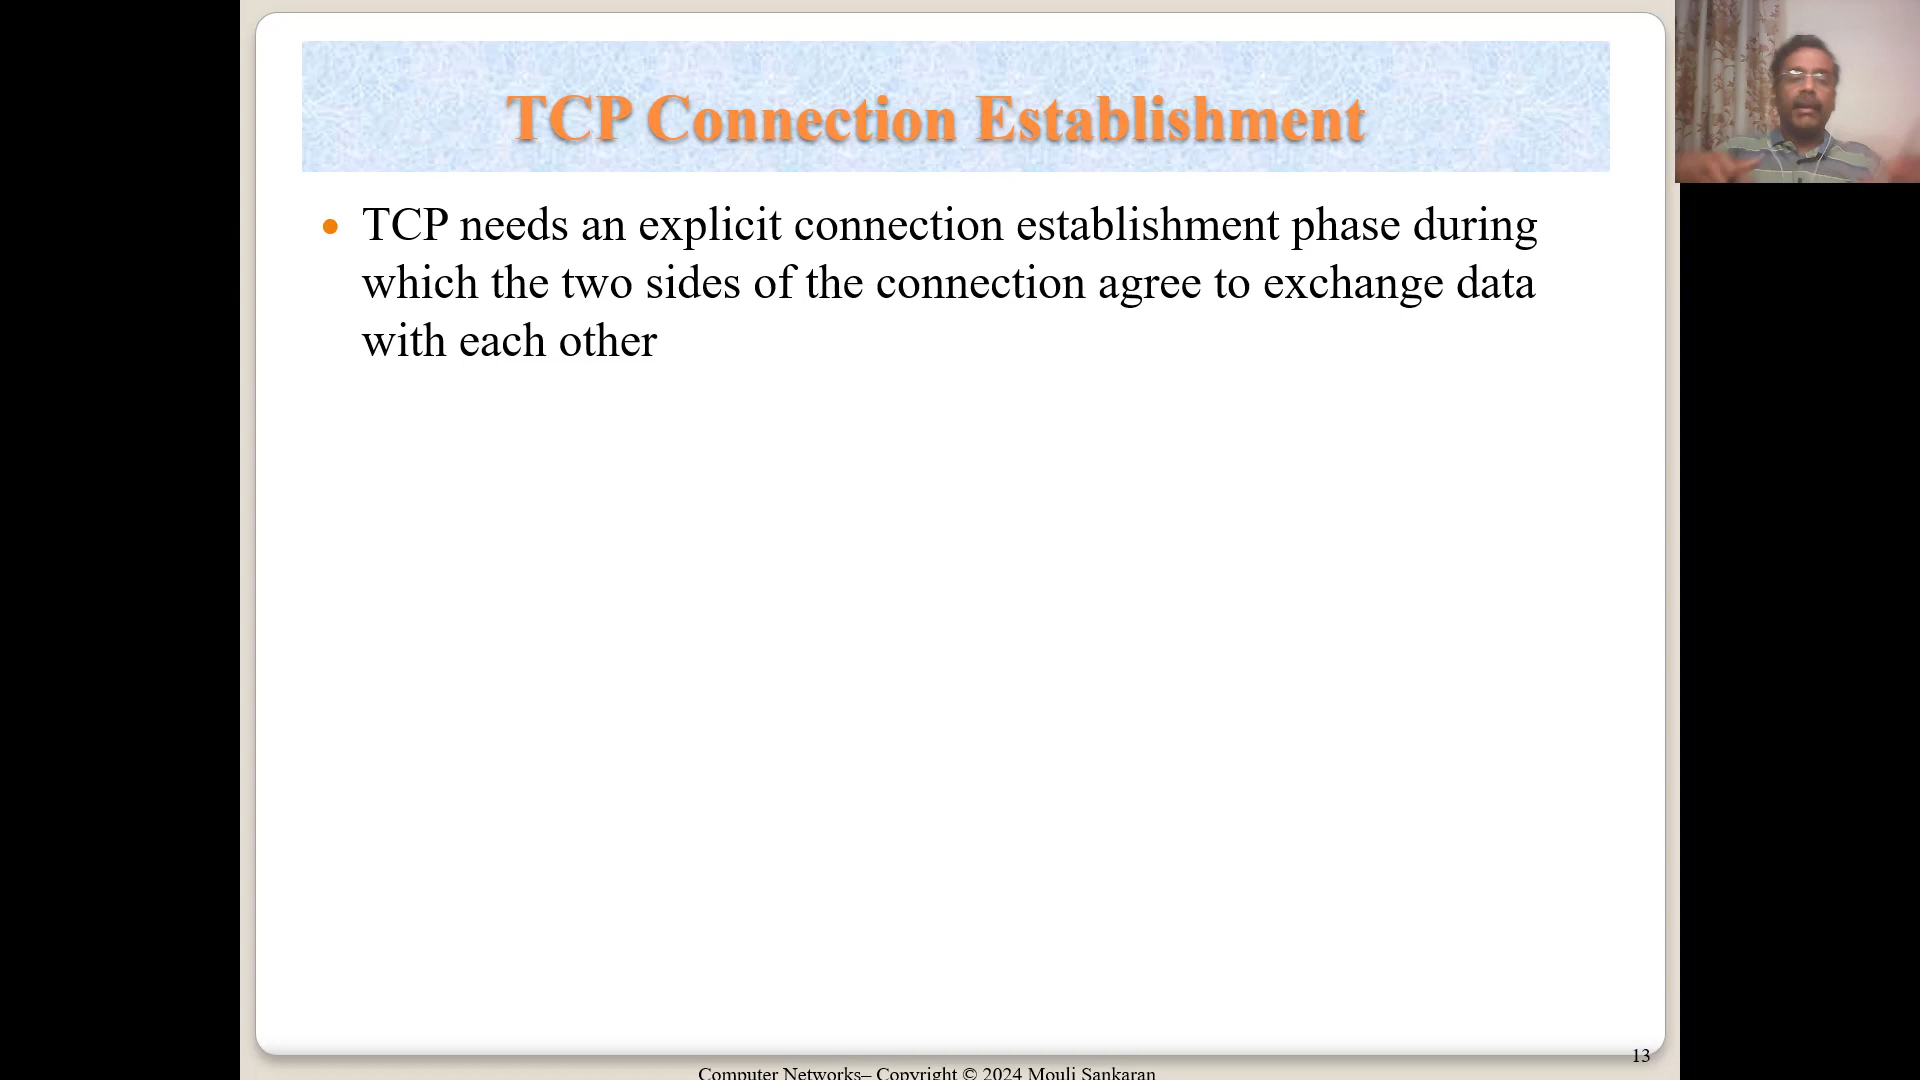 TCP Connection Establishment
• TCP needs an explicit connection establishment phase during
which the two sides of the connection agree to exchange data
with each other
13
Computer Networks– Copyright © 2024 Mouli Sankaran